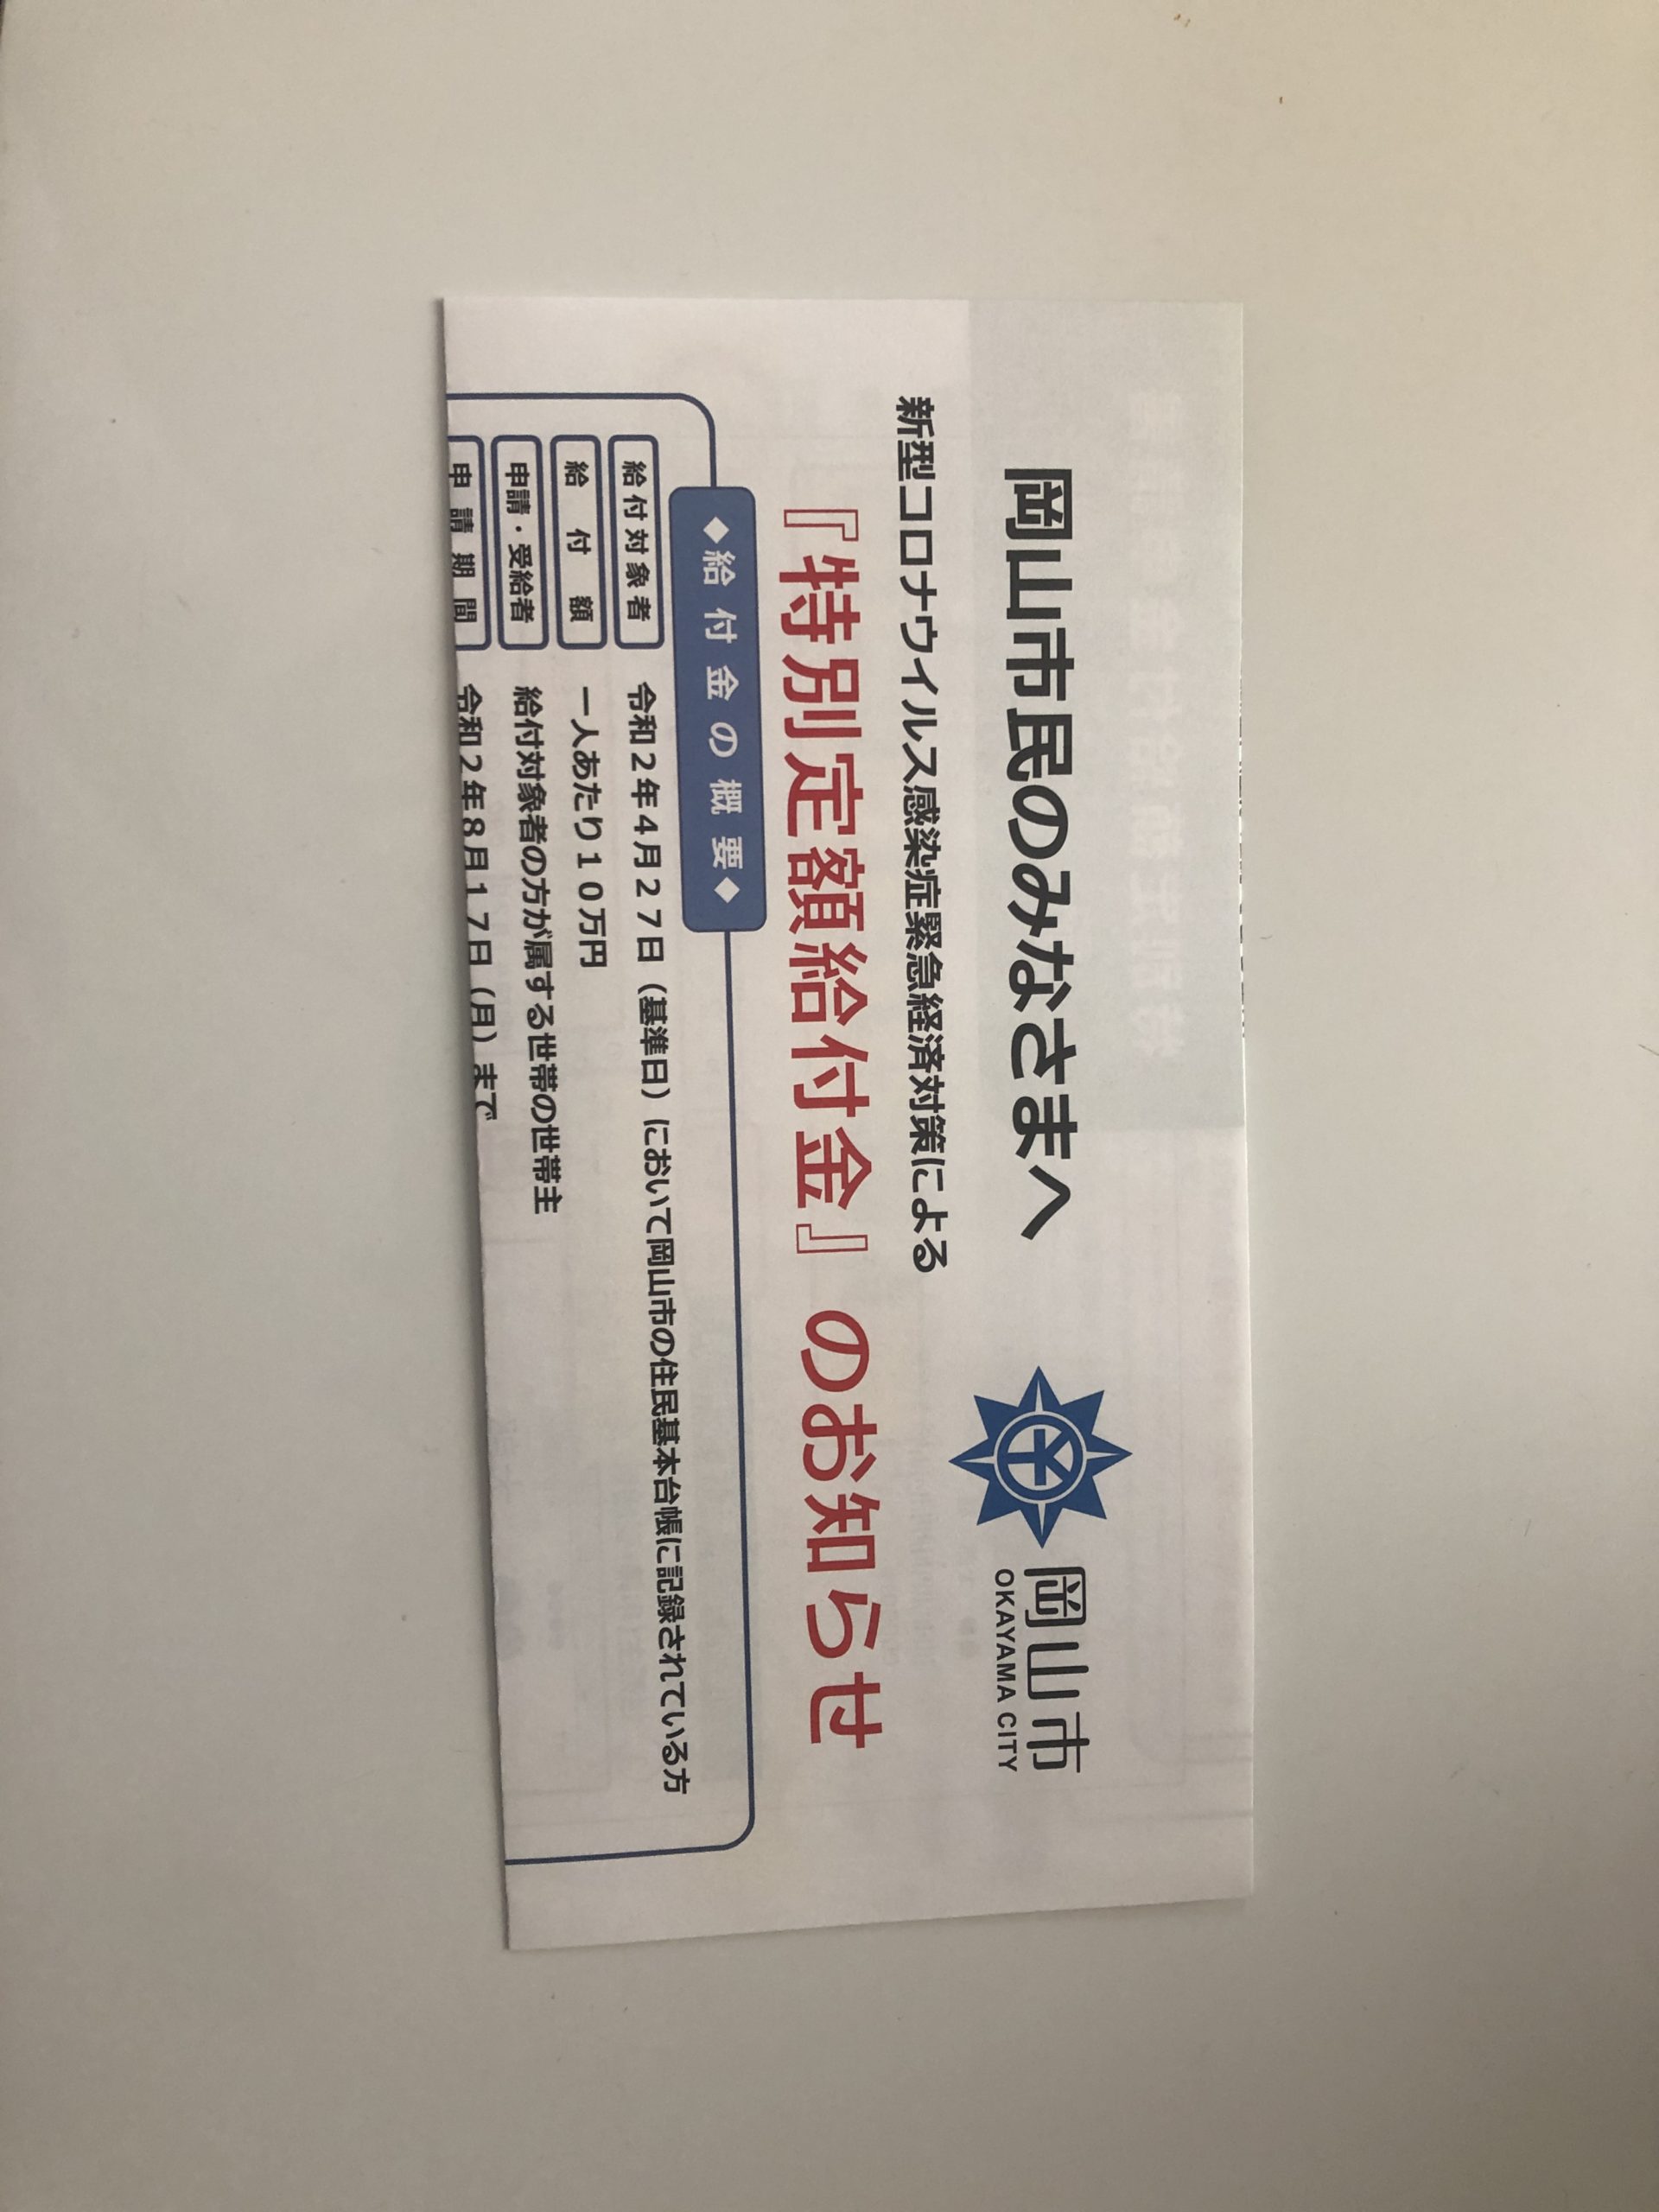 岡山市民のみなさまへ
岡山市
OKAYAMA CITY
新型コロナウイルス感染症緊急経済対策による
『特別定額給付金』のお知らせ
◆給付金の概要◆
給付対象者 令和2年4月27日（基準日）において岡山市の住民基本台帳に記録されている方
給付額 一人あたり10万円
申請・受給者 給付対象者の方が属する世帯の世帯主
申請期間 令和2年8月17日（月）まで